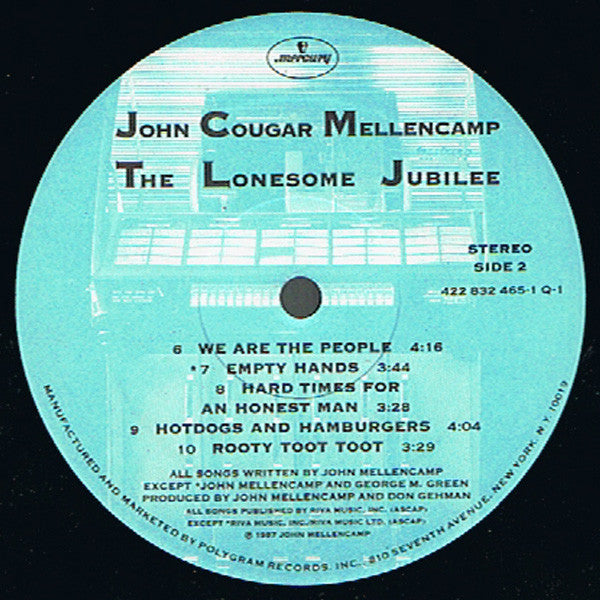 mercury
JOHN COUGAR MELLENCAMP
THE LONESOME JUBILEE
STEREO
SIDE 2
422 832 465-1 Q-1
6 WE ARE THE PEOPLE 4:16
*7 EMPTY HANDS 3:44
8 HARD TIMES FOR
AN HONEST MAN 3:28
9 HOTDOGS AND HAMBURGERS 4:04
10 ROOTY TOOT TOOT 3:29
ALL SONGS WRITTEN BY JOHN MELLENCAMP
EXCEPT *JOHN MELLENCAMP AND GEORGE M. GREEN
PRODUCED BY JOHN MELLENCAMP AND DON GEHMAN
ALL SONGS PUBLISHED BY RIVA MUSIC, INC. (ASCAP)
EXCEPT *RIVA MUSIC, INC./RIVA MUSIC LTD. (ASCAP)
℗ 1987 JOHN MELLENCAMP
MANUFACTURED AND MARKETED BY POLYGRAM RECORDS, INC., 810 SEVENTH AVENUE, NEW YORK, N.Y. 10019